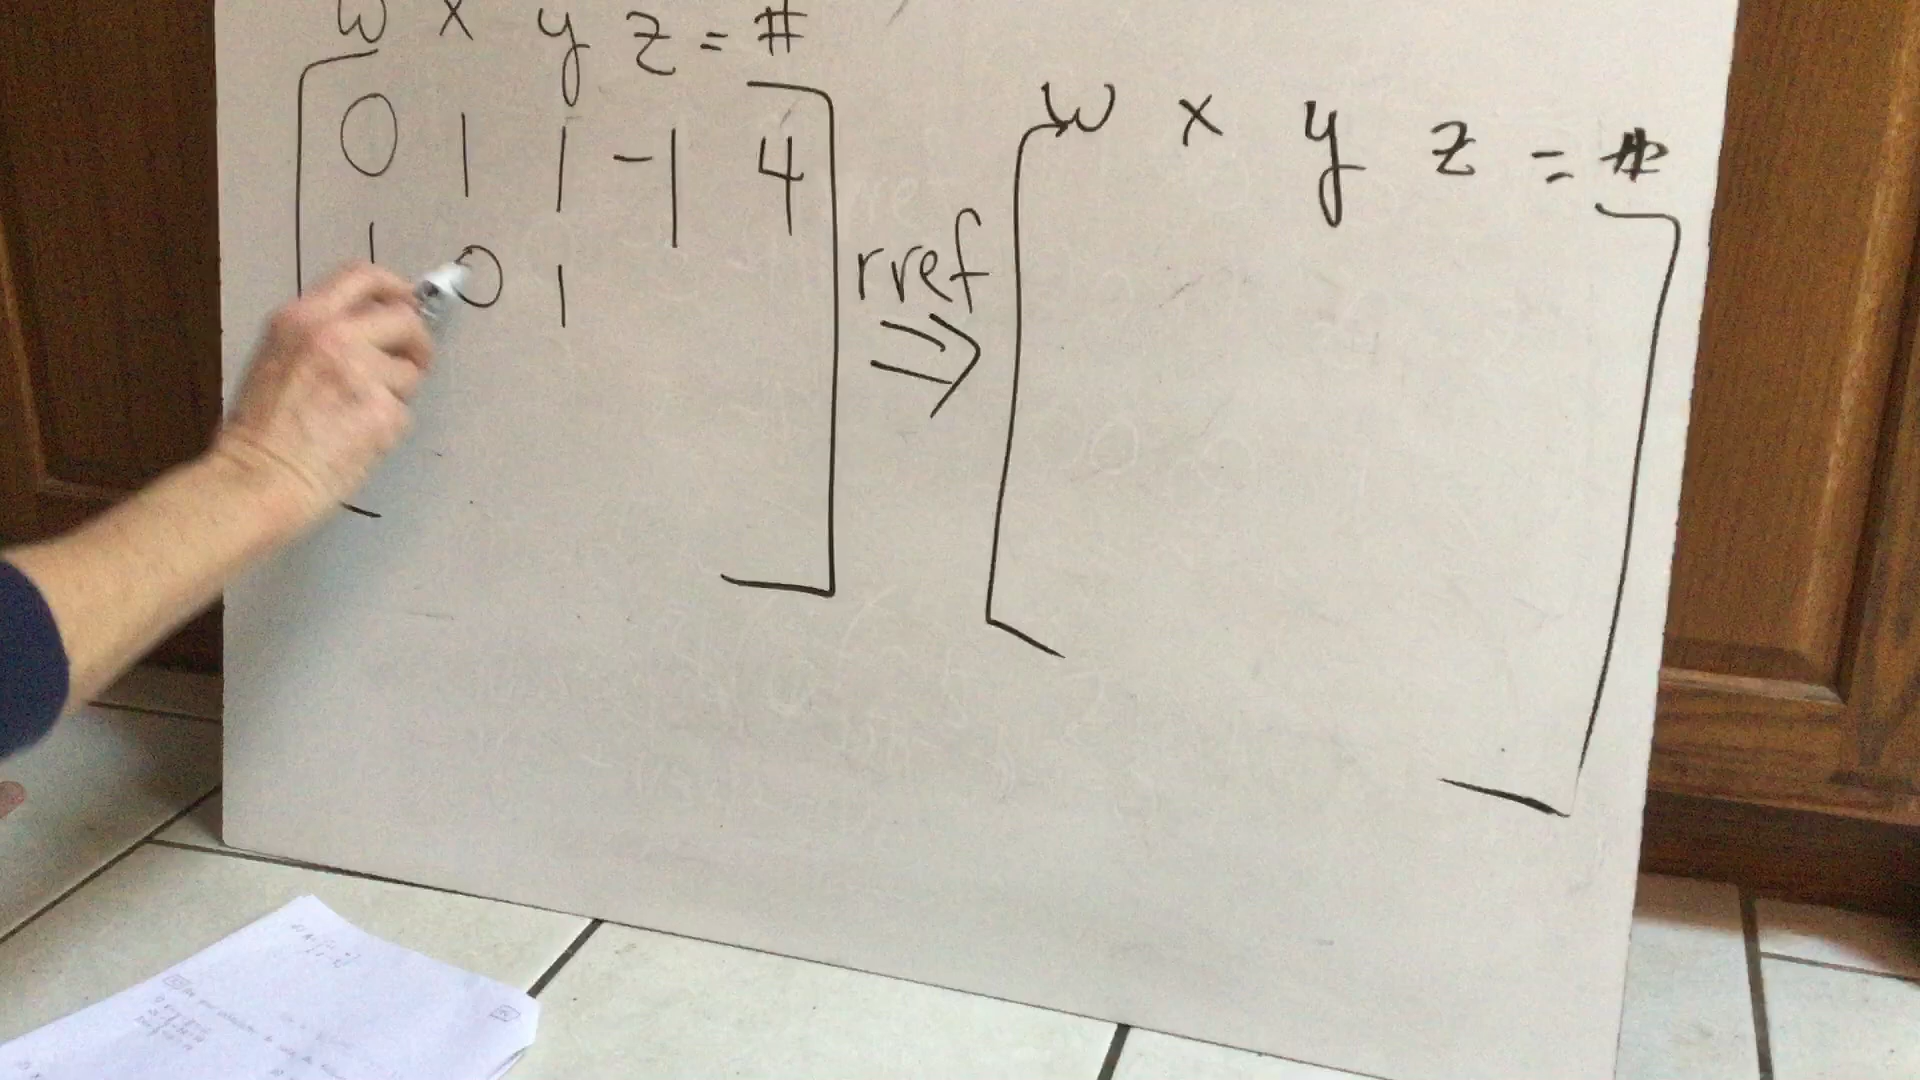 w x y z = #
0 1 1 -1 4
1 0 1
rref
w x y z = #